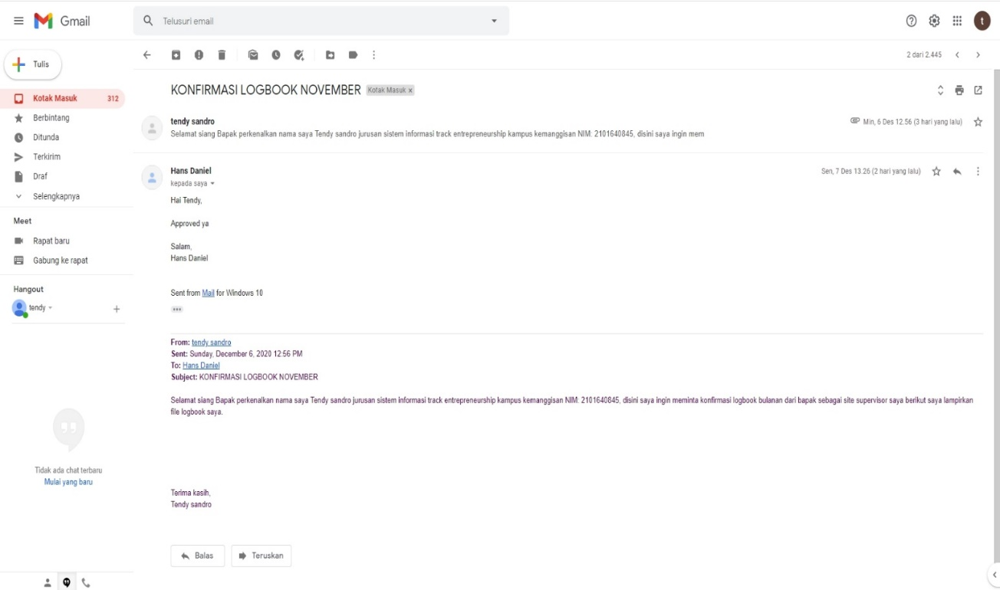 Gmail
Telusuri email
Tulis
2 dari 2.445
Kotak Masuk 312
Berbintang
Ditunda
Terkirim
Draf
Selengkapnya
Meet
Rapat baru
Gabung ke rapat
Hangout
tendy
Tidak ada chat terbaru
Mulai yang baru
KONFIRMASI LOGBOOK NOVEMBER Kotak Masuk x
tendy sandro
Min, 6 Des 12.56 (3 hari yang lalu)
Selamat siang Bapak perkenalkan nama saya Tendy sandro jurusan sistem informasi track entrepreneurship kampus kemanggisan NIM: 2101640845, disini saya ingin mem
Hans Daniel
Sen, 7 Des 13.26 (2 hari yang lalu)
kepada saya
Hai Tendy,
Approved ya
Salam,
Hans Daniel
Sent from Mail for Windows 10
From: tendy sandro
Sent: Sunday, December 6, 2020 12:56 PM
To: Hans Daniel
Subject: KONFIRMASI LOGBOOK NOVEMBER
Selamat siang Bapak perkenalkan nama saya Tendy sandro jurusan sistem informasi track entrepreneurship kampus kemanggisan NIM: 2101640845, disini saya ingin meminta konfirmasi logbook bulanan dari bapak sebagai site supervisor saya berikut saya lampirkan
file logbook saya.
Terima kasih,
Tendy sandro
Balas
Teruskan
t